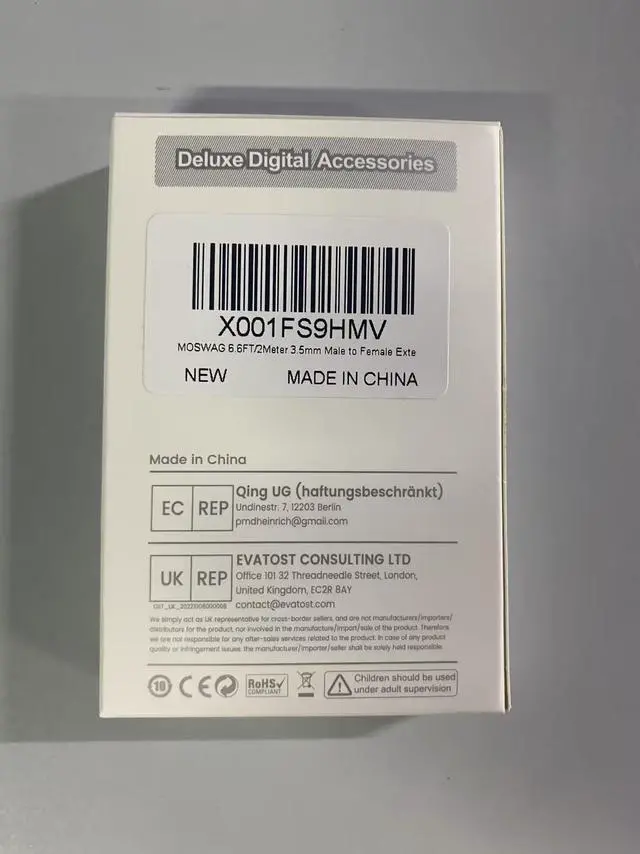 Deluxe Digital Accessories
X001FS9HMV
MOSWAG 6.6FT/2Meter 3.5mm Male to Female Exte
NEW MADE IN CHINA
Made in China
EC REP
Qing UG (haftungsbeschränkt)
Undinestr. 7, 12203 Berlin
prndheinrich@gmail.com
UK REP
EVATOST CONSULTING LTD
Office 101 32 Threadneedle Street, London,
United Kingdom, EC2R 8AY
contact@evatost.com
We simply act as UK representative for cross-border sellers, and are not manufacturers/importers/
distributors for the product, nor involved in the manufacture/import/sale of the product. Therefore,
we are not responsible for any after-sales services related to the product. In case of any product
quality or infringement issues: the manufacturer/importer/seller shall be solely held responsible.
10 CE RoHS COMPLIANT
Children should be used
under adult supervision